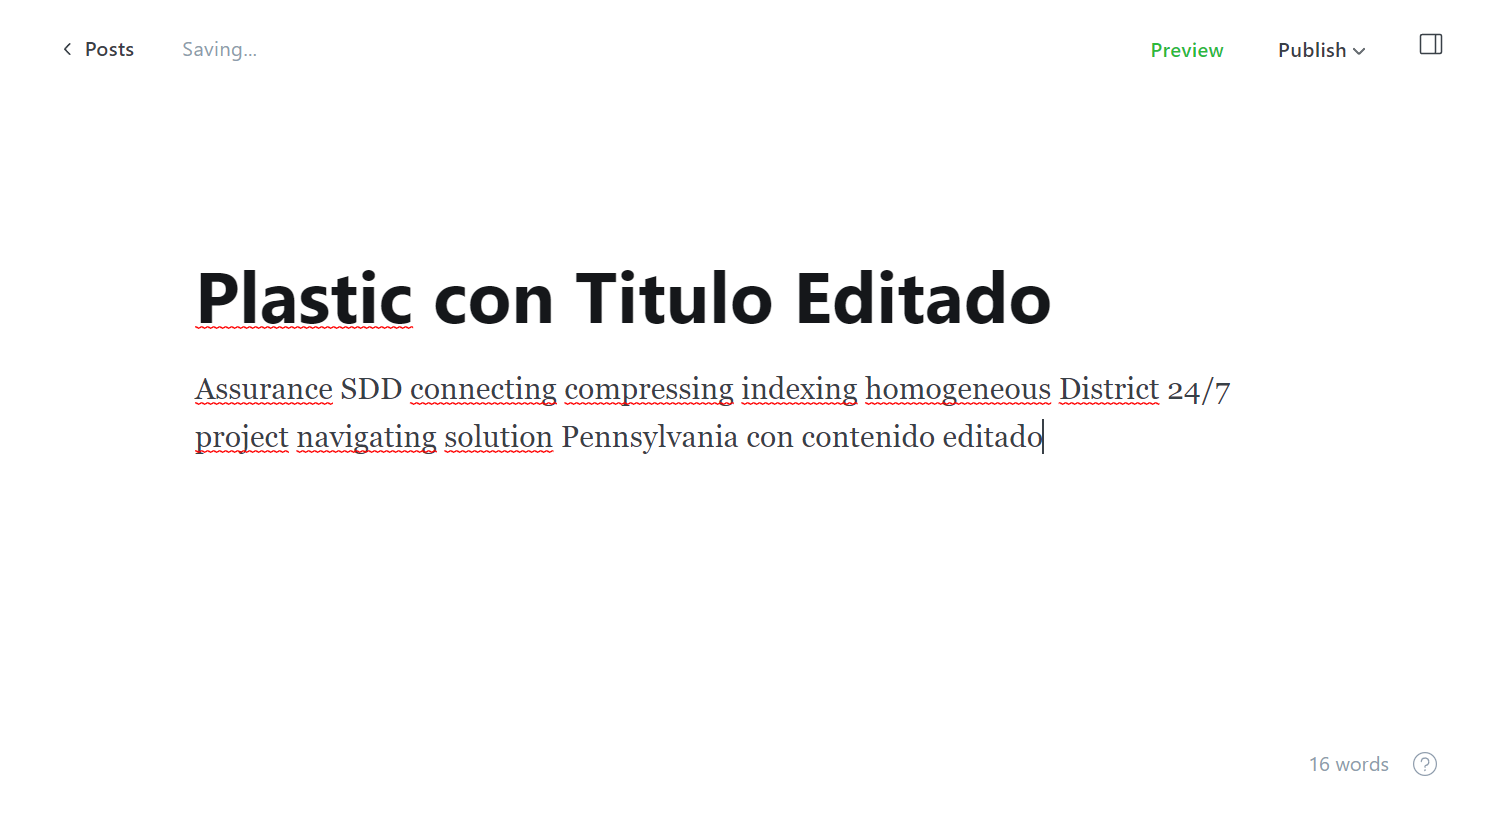 Posts
Saving...
Preview
Publish
Plastic con Titulo Editado
Assurance SDD connecting compressing indexing homogeneous District 24/7
project navigating solution Pennsylvania con contenido editado
16 words
?